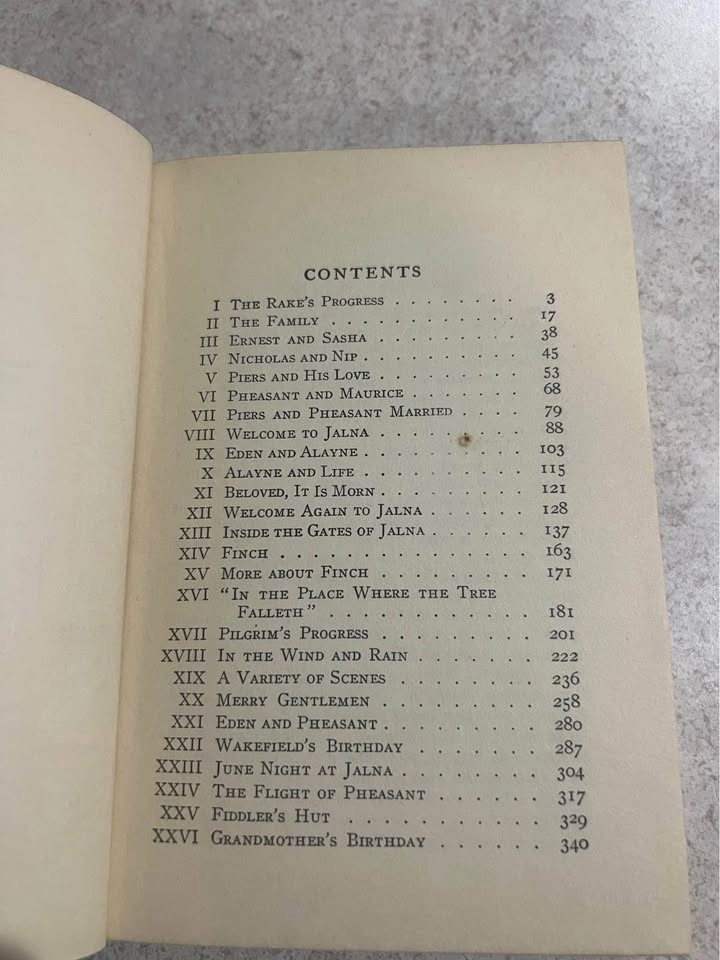 CONTENTS
I THE RAKE'S PROGRESS . . . . . . . 3
II THE FAMILY . . . . . . . . . . . 17
III ERNEST AND SASHA . . . . . . . . 38
IV NICHOLAS AND NIP . . . . . . . . . 45
V PIERS AND HIS LOVE . . . . . . . . 53
VI PHEASANT AND MAURICE . . . . . . 68
VII PIERS AND PHEASANT MARRIED . . . . 79
VIII WELCOME TO JALNA . . . . . . . . 88
IX EDEN AND ALAYNE . . . . . . . . . 103
X ALAYNE AND LIFE . . . . . . . . . 115
XI BELOVED, IT IS MORN . . . . . . . . 121
XII WELCOME AGAIN TO JALNA . . . . . 128
XIII INSIDE THE GATES OF JALNA . . . . . 137
XIV FINCH . . . . . . . . . . . . . . 163
XV MORE ABOUT FINCH . . . . . . . . . 171
XVI "IN THE PLACE WHERE THE TREE
FALLETH" . . . . . . . . . . . . 181
XVII PILGRIM'S PROGRESS . . . . . . . . . 201
XVIII IN THE WIND AND RAIN . . . . . . . 222
XIX A VARIETY OF SCENES . . . . . . . . 236
XX MERRY GENTLEMEN . . . . . . . . . 258
XXI EDEN AND PHEASANT . . . . . . . . . 280
XXII WAKEFIELD'S BIRTHDAY . . . . . . . 287
XXIII JUNE NIGHT AT JALNA . . . . . . . . 304
XXIV THE FLIGHT OF PHEASANT . . . . . . 317
XXV FIDDLER'S HUT . . . . . . . . . . . 329
XXVI GRANDMOTHER'S BIRTHDAY . . . . . . 340